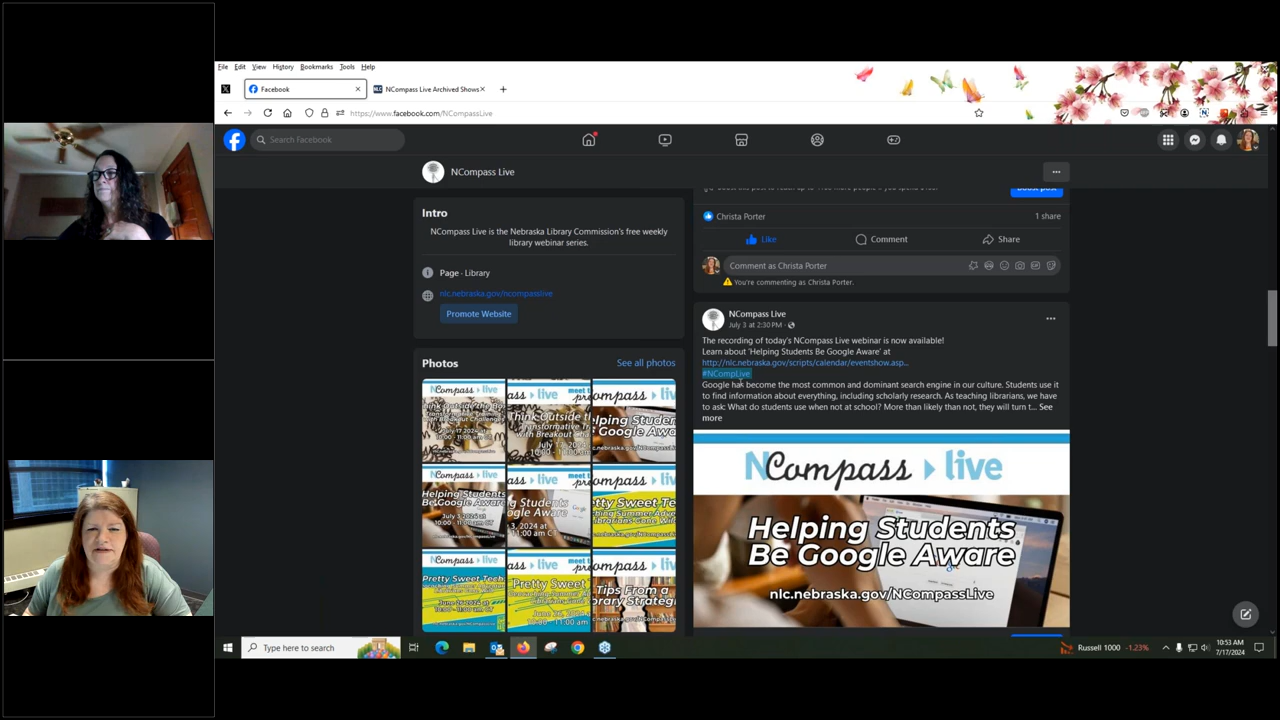 File Edit View History Bookmarks Tools Help
Facebook
NCompass Live Archived Shows
https://www.facebook.com/NCompassLive
Search Facebook
NCompass Live
Intro
NCompass Live is the Nebraska Library Commission's free weekly
library webinar series.
Page · Library
nlc.nebraska.gov/ncompasslive
Promote Website
Photos
See all photos
Boost post
Christa Porter
1 share
Like
Comment
Share
Comment as Christa Porter
You're commenting as Christa Porter.
NCompass Live
July 3 at 2:30 PM
The recording of today's NCompass Live webinar is now available!
Learn about 'Helping Students Be Google Aware' at
http://nlc.nebraska.gov/scripts/calendar/eventshow.asp...
#NCompLive
Google has become the most common and dominant search engine in our culture. Students use it
to find information about everything, including scholarly research. As teaching librarians, we have
to ask: What do students use when not at school? More than likely than not, they will turn t... See
more
NCompass live
Helping Students
Be Google Aware
nlc.nebraska.gov/NCompassLive
Type here to search
Russell 1000 -1.23%
10:53 AM
7/17/2024